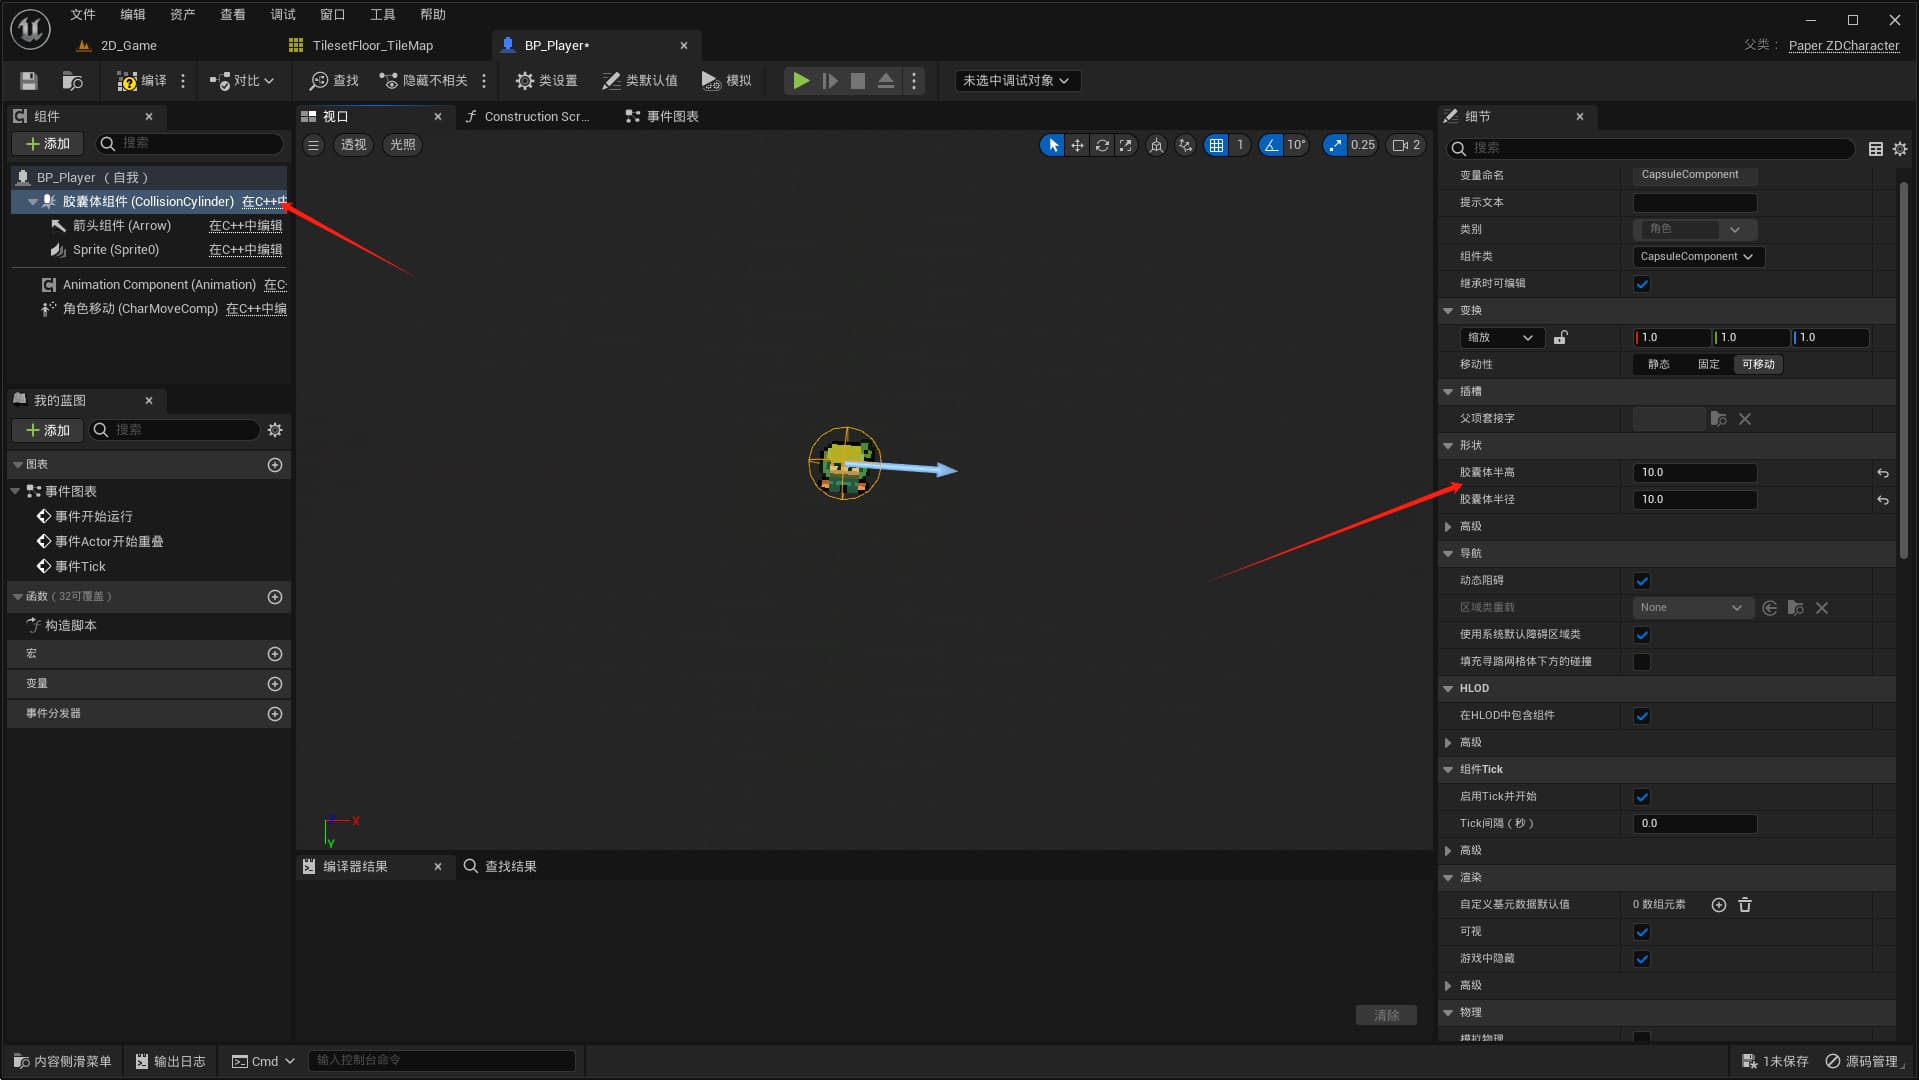 文件 编辑 资产 查看 调试 窗口 工具 帮助
2D_Game TilesetFloor_TileMap BP_Player*
父类： Paper ZDCharacter
编译 对比 查找 隐藏不相关 类设置 类默认值 模拟 未选中调试对象
组件
添加 搜索
BP_Player （自我）
胶囊体组件 (CollisionCylinder) 在C++中
箭头组件 (Arrow) 在C++中编辑
Sprite (Sprite0) 在C++中编辑
Animation Component (Animation) 在C
角色移动 (CharMoveComp) 在C++中编
我的蓝图
添加 搜索
图表
事件图表
事件开始运行
事件Actor开始重叠
事件Tick
函数（32可覆盖）
构造脚本
宏
变量
事件分发器
视口 Construction Scr... 事件图表
透视 光照 1 10° 0.25 2
X
Y
编译器结果 查找结果
清除
细节
搜索
变量命名 CapsuleComponent
提示文本
类别 角色
组件类 CapsuleComponent
继承时可编辑
变换
缩放 1.0 1.0 1.0
移动性 静态 固定 可移动
插槽
父项套接字
形状
胶囊体半高 10.0
胶囊体半径 10.0
高级
导航
动态阻碍
区域类重载 None
使用系统默认障碍区域类
填充寻路网格体下方的碰撞
HLOD
在HLOD中包含组件
高级
组件Tick
启用Tick并开始
Tick间隔（秒） 0.0
高级
渲染
自定义基元数据默认值 0 数组元素
可视
游戏中隐藏
高级
物理
模拟物理
内容侧滑菜单 输出日志 Cmd 输入控制台命令 1未保存 源码管理